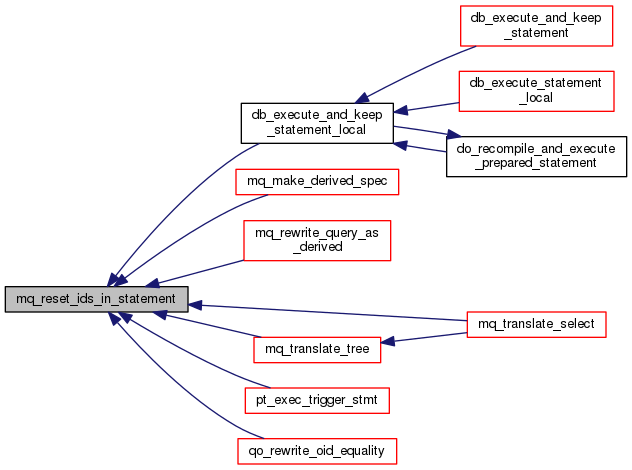 db_execute_and_keep
_statement
db_execute_statement
_local
db_execute_and_keep
_statement_local
do_recompile_and_execute
_prepared_statement
mq_make_derived_spec
mq_rewrite_query_as
_derived
mq_reset_ids_in_statement
mq_translate_select
mq_translate_tree
pt_exec_trigger_stmt
qo_rewrite_oid_equality